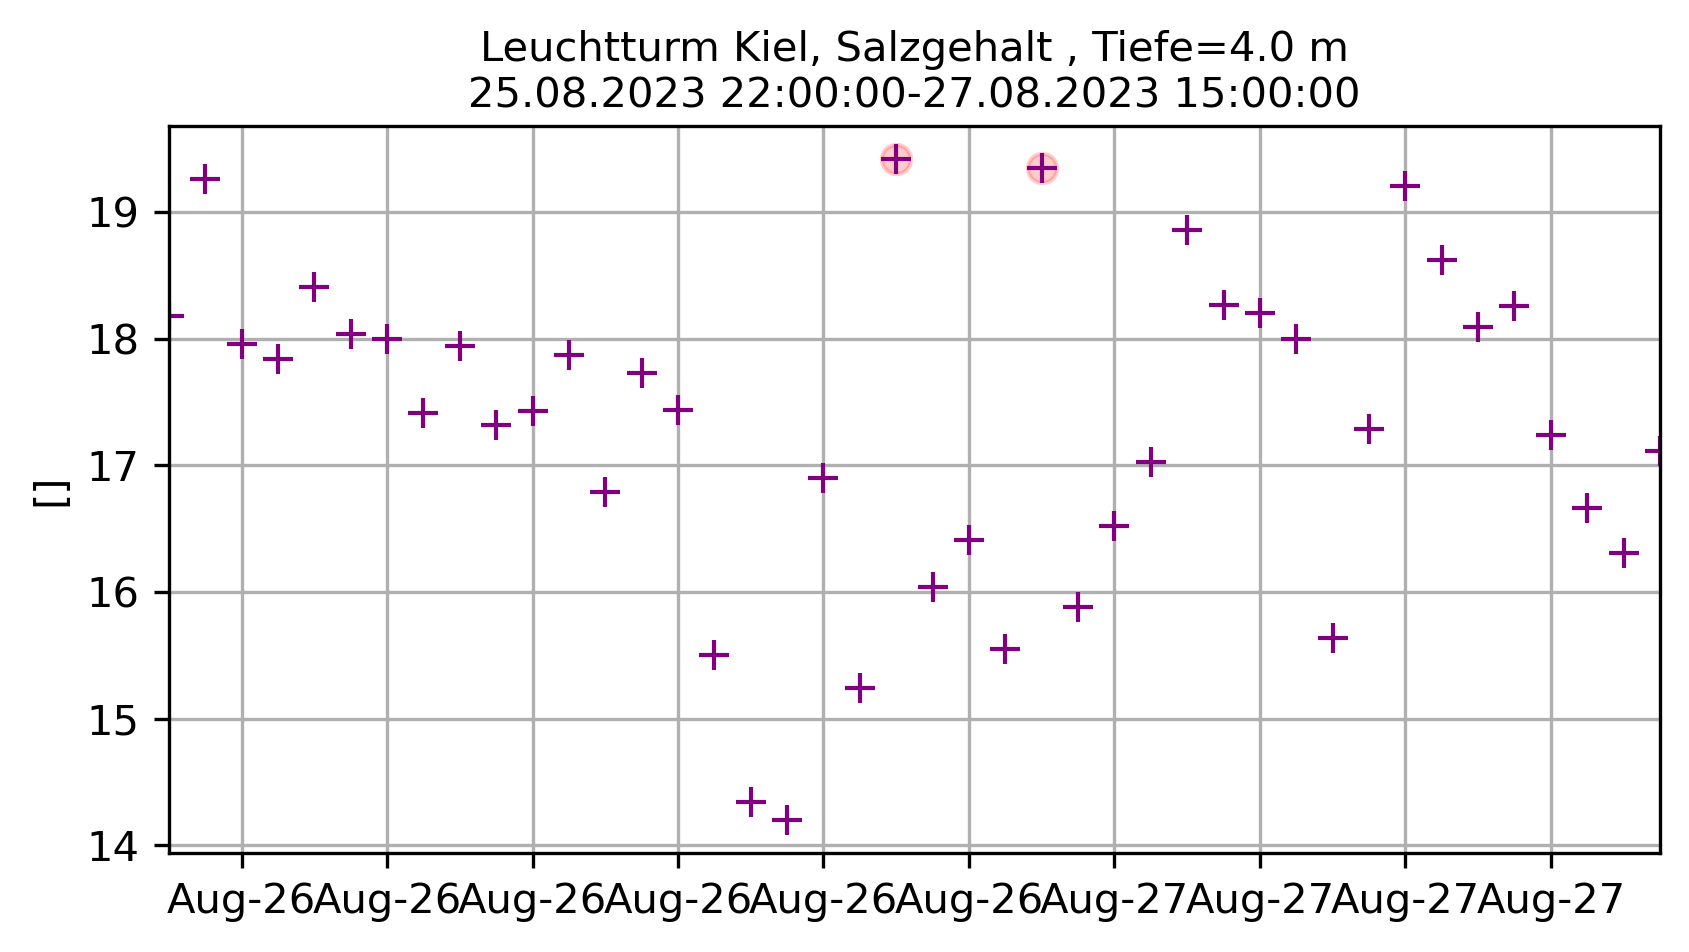 Leuchtturm Kiel, Salzgehalt , Tiefe=4.0 m
25.08.2023 22:00:00-27.08.2023 15:00:00
19
18
17
[]
16
15
14
Aug-26 Aug-26 Aug-26 Aug-26 Aug-26 Aug-26 Aug-27 Aug-27 Aug-27 Aug-27